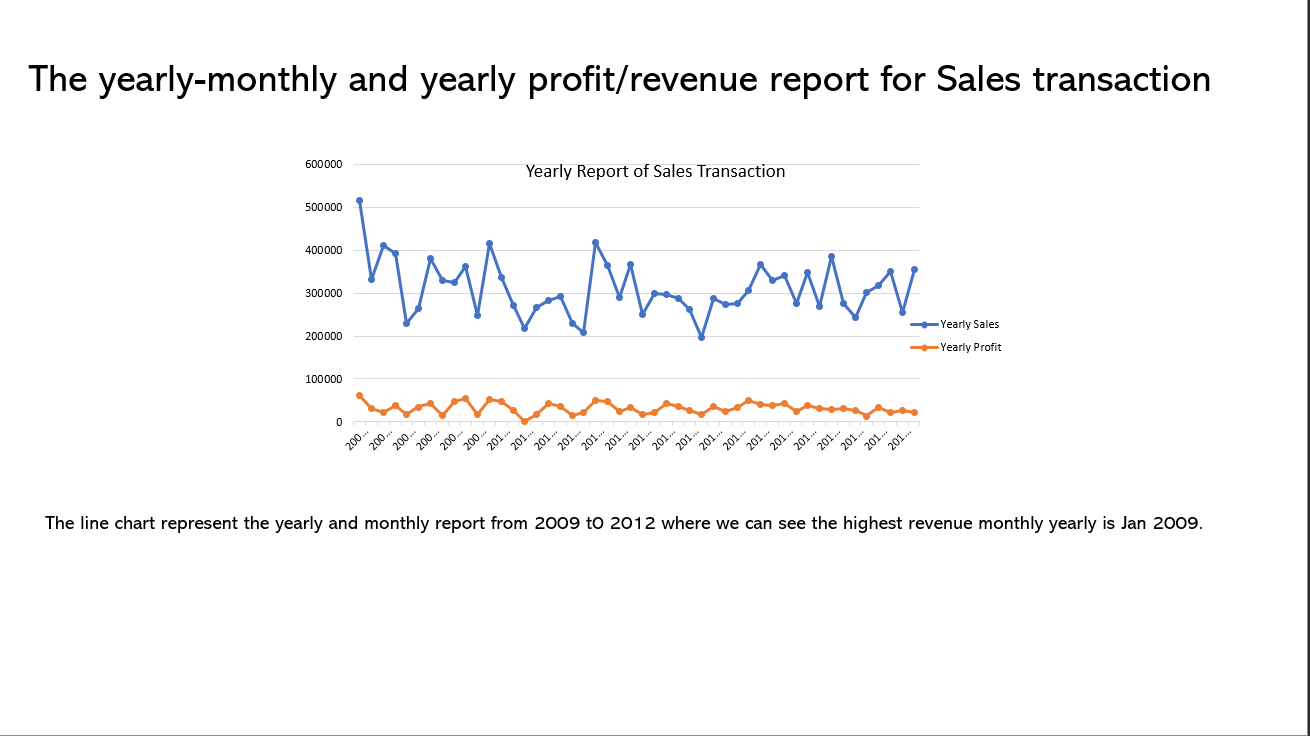 The yearly-monthly and yearly profit/revenue report for Sales transaction
Yearly Report of Sales Transaction
600000
500000
400000
300000
200000
100000
0
200... 200... 200... 200... 200... 200... 201... 201... 201... 201... 201... 201... 201... 201... 201... 201... 201... 201... 201... 201... 201... 201... 201... 201...
Yearly Sales
Yearly Profit
The line chart represent the yearly and monthly report from 2009 t0 2012 where we can see the highest revenue monthly yearly is Jan 2009.